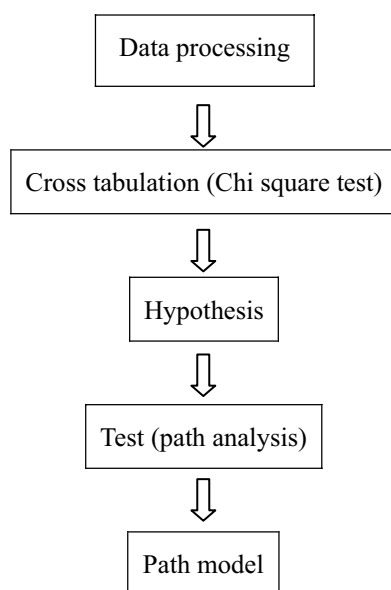 Data processing
Cross tabulation (Chi square test)
Hypothesis
Test (path analysis)
Path model